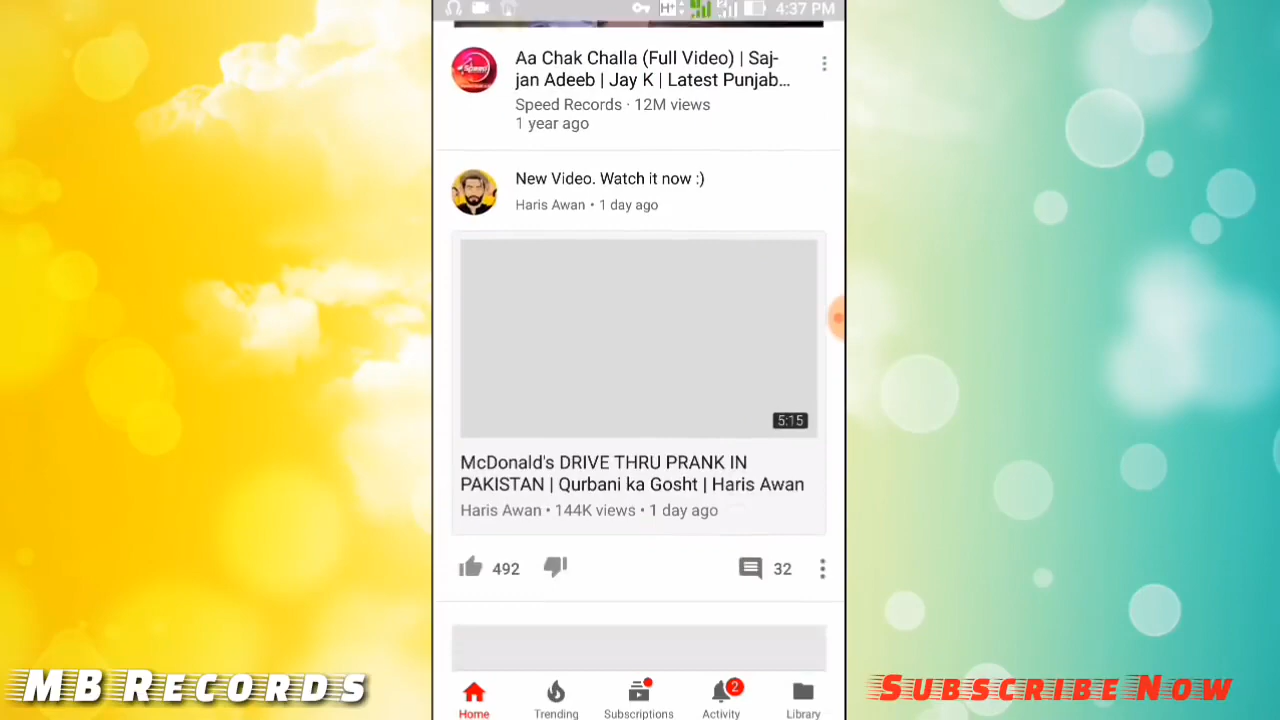 H+ 4:37 PM
Aa Chak Challa (Full Video) | Saj-
jan Adeeb | Jay K | Latest Punjab...
Speed Records · 12M views
1 year ago
New Video. Watch it now :)
Haris Awan • 1 day ago
5:15
McDonald's DRIVE THRU PRANK IN
PAKISTAN | Qurbani ka Gosht | Haris Awan
Haris Awan • 144K views • 1 day ago
492 32
2
Home Trending Subscriptions Activity Library
MB Records Subscribe Now